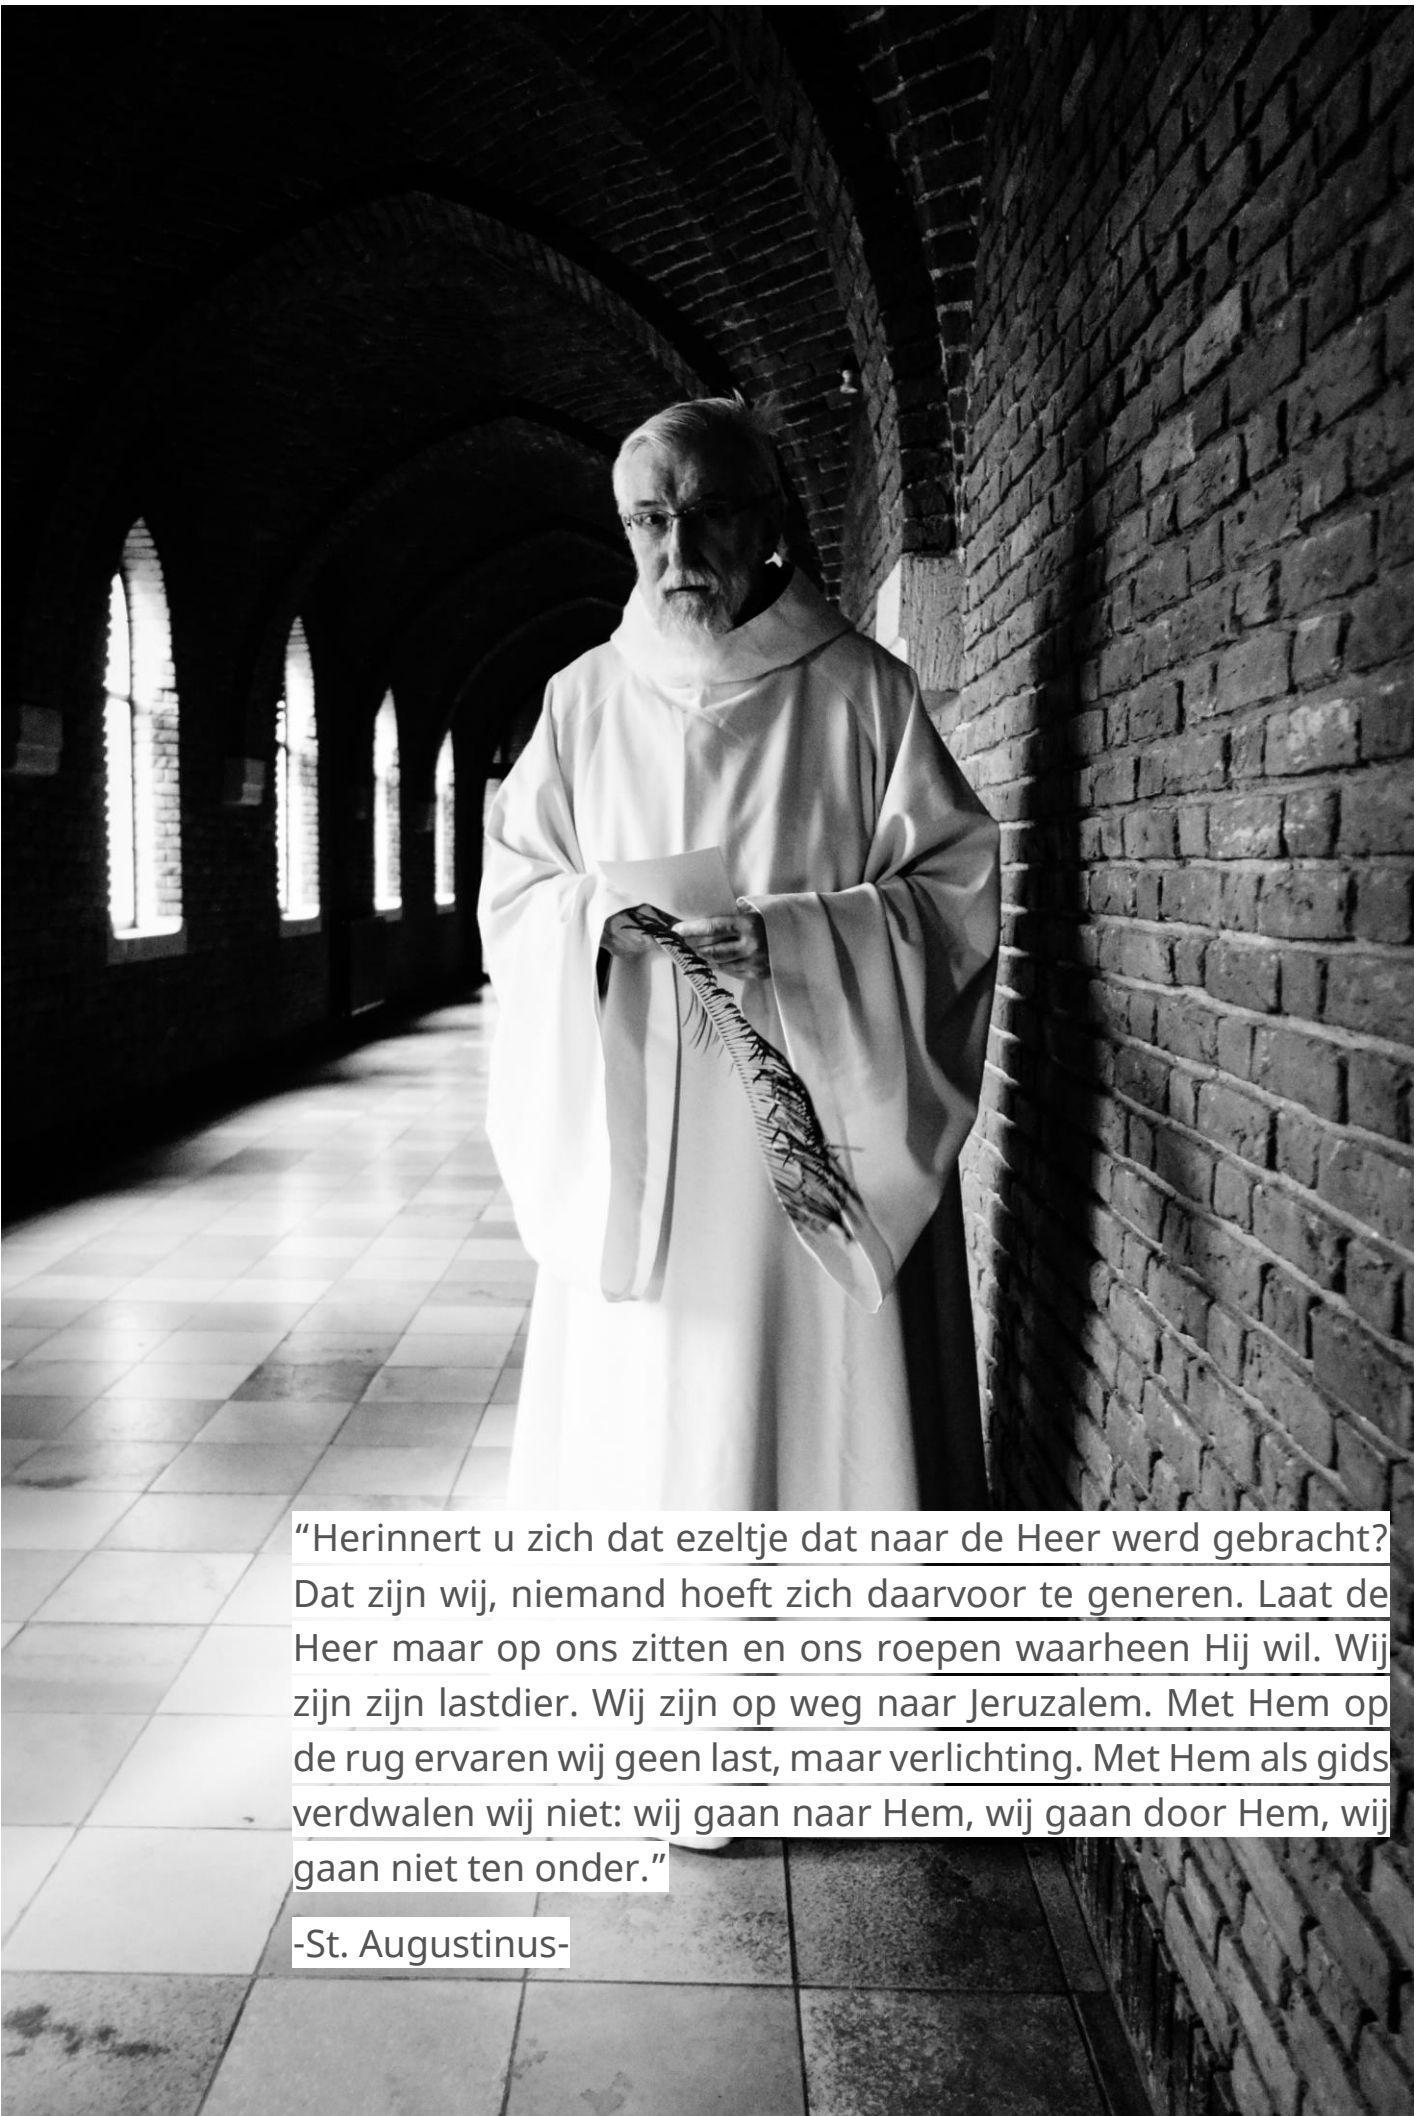 “Herinnert u zich dat ezeltje dat naar de Heer werd gebracht?
Dat zijn wij, niemand hoeft zich daarvoor te generen. Laat de
Heer maar op ons zitten en ons roepen waarheen Hij wil. Wij
zijn zijn lastdier. Wij zijn op weg naar Jeruzalem. Met Hem op
de rug ervaren wij geen last, maar verlichting. Met Hem als gids
verdwalen wij niet: wij gaan naar Hem, wij gaan door Hem, wij
gaan niet ten onder.”
-St. Augustinus-